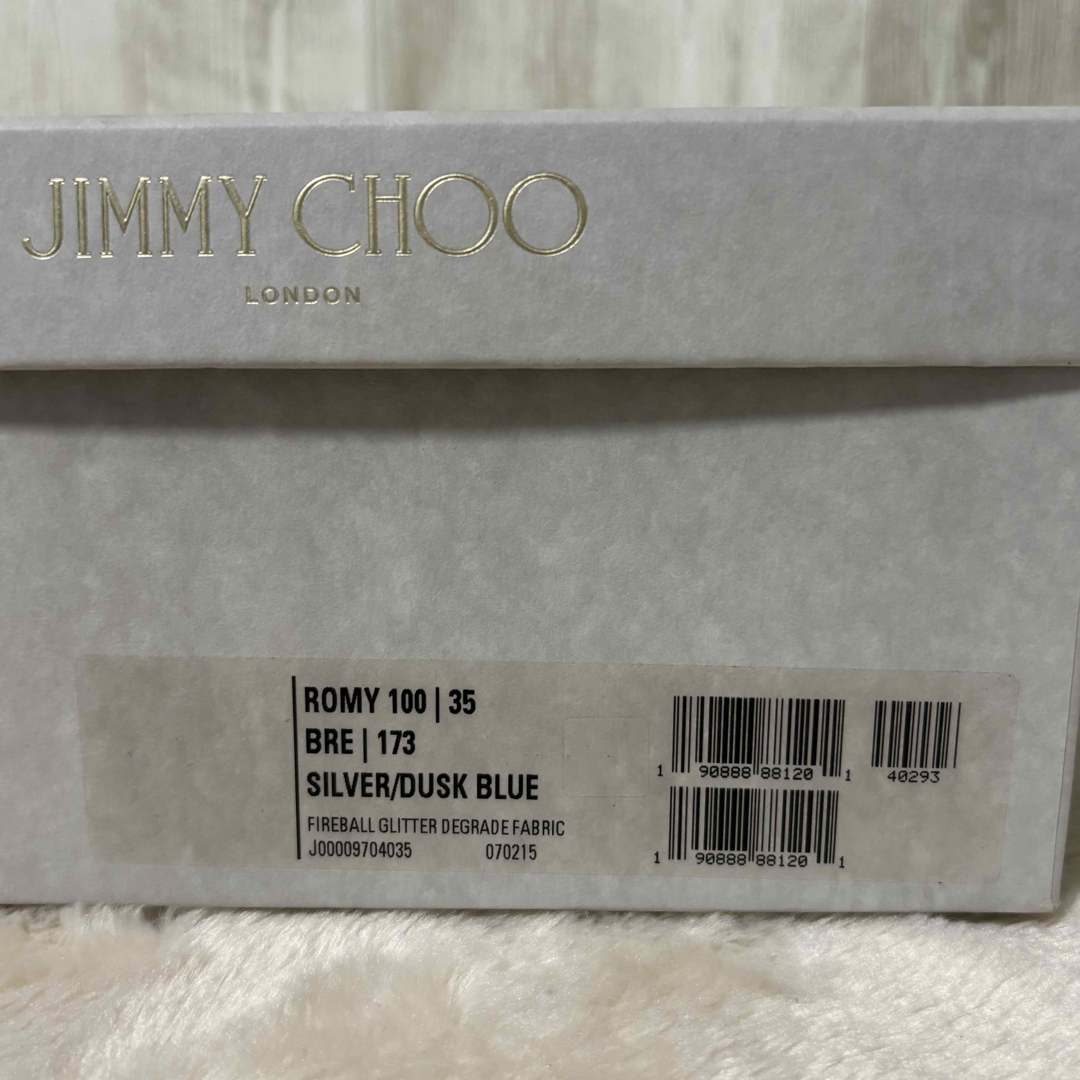 JIMMY CHOO
LONDON
ROMY 100 | 35
BRE | 173
SILVER/DUSK BLUE
FIREBALL GLITTER DEGRADE FABRIC
J00009704035 070215
1 90888 88120 1
40293
1 90888 88120 1